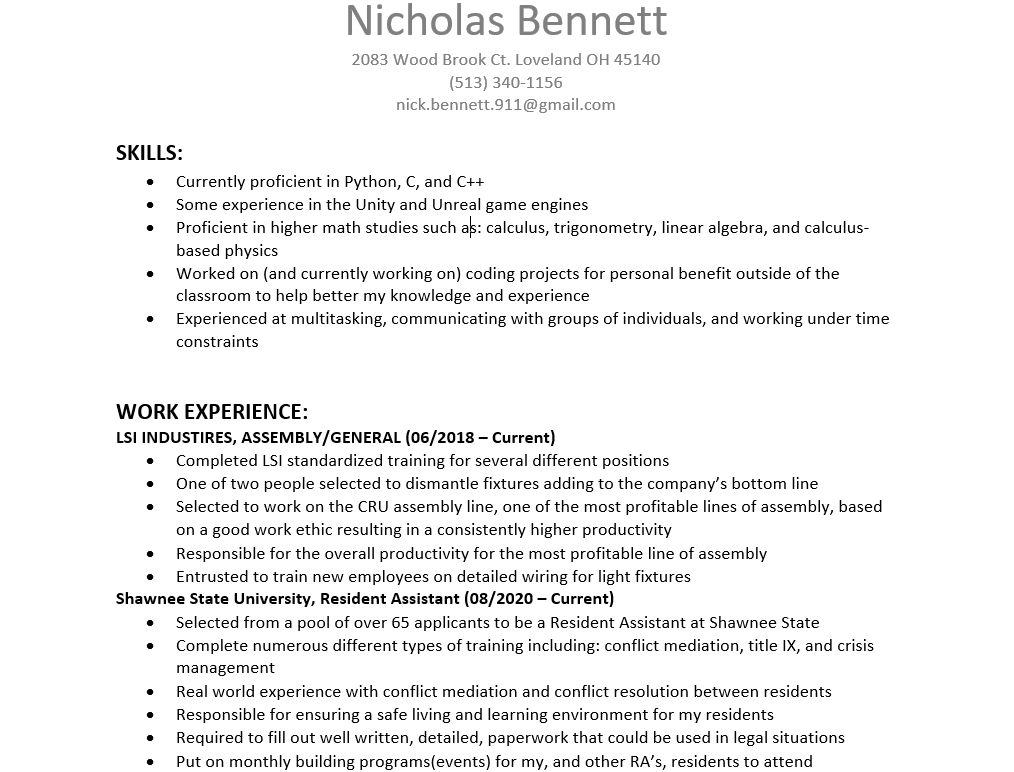 Nicholas Bennett
2083 Wood Brook Ct. Loveland OH 45140
(513) 340-1156
nick.bennett.911@gmail.com
SKILLS:
• Currently proficient in Python, C, and C++
• Some experience in the Unity and Unreal game engines
• Proficient in higher math studies such as: calculus, trigonometry, linear algebra, and calculus-
based physics
• Worked on (and currently working on) coding projects for personal benefit outside of the
classroom to help better my knowledge and experience
• Experienced at multitasking, communicating with groups of individuals, and working under time
constraints
WORK EXPERIENCE:
LSI INDUSTIRES, ASSEMBLY/GENERAL (06/2018 – Current)
• Completed LSI standardized training for several different positions
• One of two people selected to dismantle fixtures adding to the company’s bottom line
• Selected to work on the CRU assembly line, one of the most profitable lines of assembly, based
on a good work ethic resulting in a consistently higher productivity
• Responsible for the overall productivity for the most profitable line of assembly
• Entrusted to train new employees on detailed wiring for light fixtures
Shawnee State University, Resident Assistant (08/2020 – Current)
• Selected from a pool of over 65 applicants to be a Resident Assistant at Shawnee State
• Complete numerous different types of training including: conflict mediation, title IX, and crisis
management
• Real world experience with conflict mediation and conflict resolution between residents
• Responsible for ensuring a safe living and learning environment for my residents
• Required to fill out well written, detailed, paperwork that could be used in legal situations
• Put on monthly building programs(events) for my, and other RA’s, residents to attend